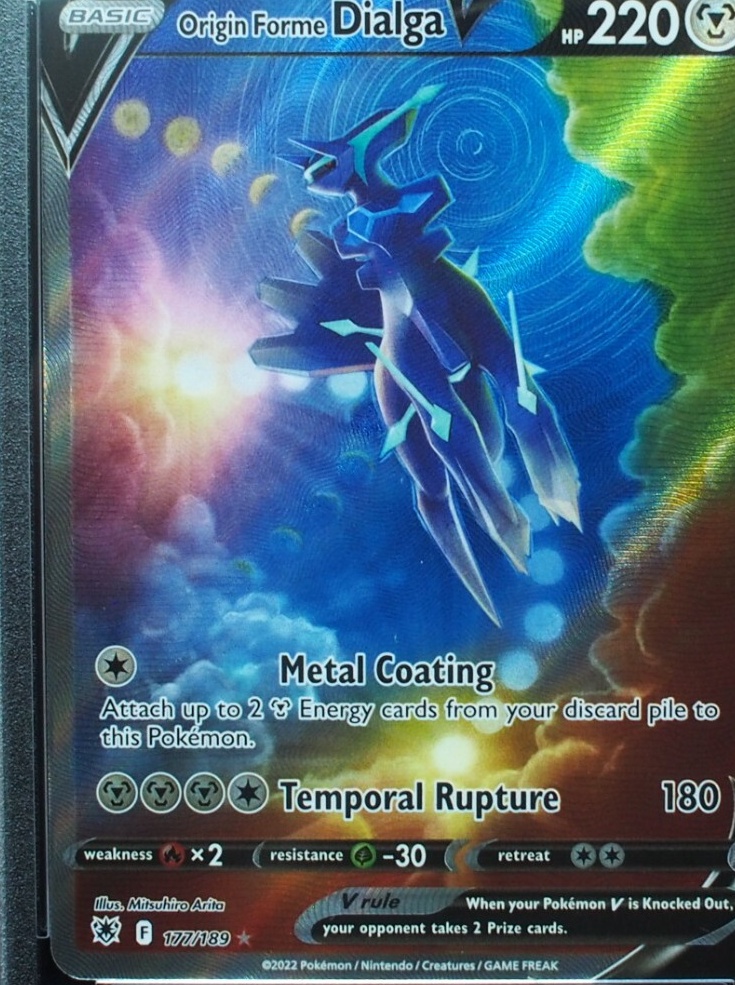 BASIC Origin Forme Dialga HP 220
Metal Coating
Attach up to 2 Energy cards from your discard pile to
this Pokémon.
Temporal Rupture 180
weakness ×2 resistance -30 retreat
Illus. Mitsuhiro Arita
V rule When your Pokémon V is Knocked Out,
your opponent takes 2 Prize cards.
F 177/189
©2022 Pokémon / Nintendo / Creatures / GAME FREAK